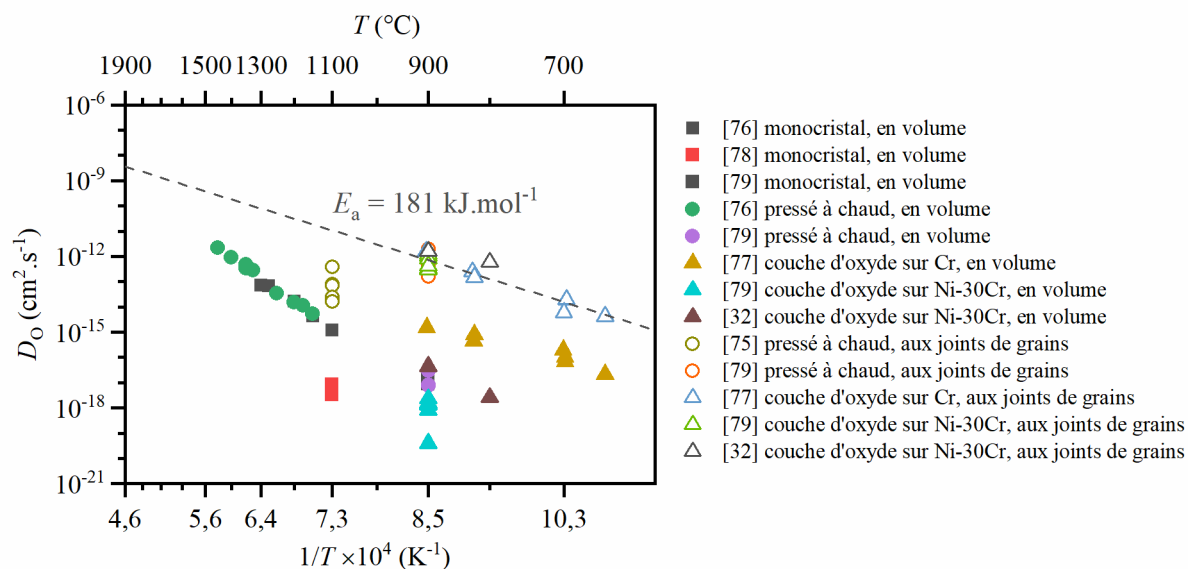 T (°C)
1900 1500 1300 1100 900 700
10⁻⁶
10⁻⁹
10⁻¹²
10⁻¹⁵
10⁻¹⁸
10⁻²¹
D_O (cm².s⁻¹)
E_a = 181 kJ.mol⁻¹
4,6 5,6 6,4 7,3 8,5 10,3
1/T ×10⁴ (K⁻¹)
[76] monocristal, en volume
[78] monocristal, en volume
[79] monocristal, en volume
[76] pressé à chaud, en volume
[79] pressé à chaud, en volume
[77] couche d'oxyde sur Cr, en volume
[79] couche d'oxyde sur Ni-30Cr, en volume
[32] couche d'oxyde sur Ni-30Cr, en volume
[75] pressé à chaud, aux joints de grains
[79] pressé à chaud, aux joints de grains
[77] couche d'oxyde sur Cr, aux joints de grains
[79] couche d'oxyde sur Ni-30Cr, aux joints de grains
[32] couche d'oxyde sur Ni-30Cr, aux joints de grains